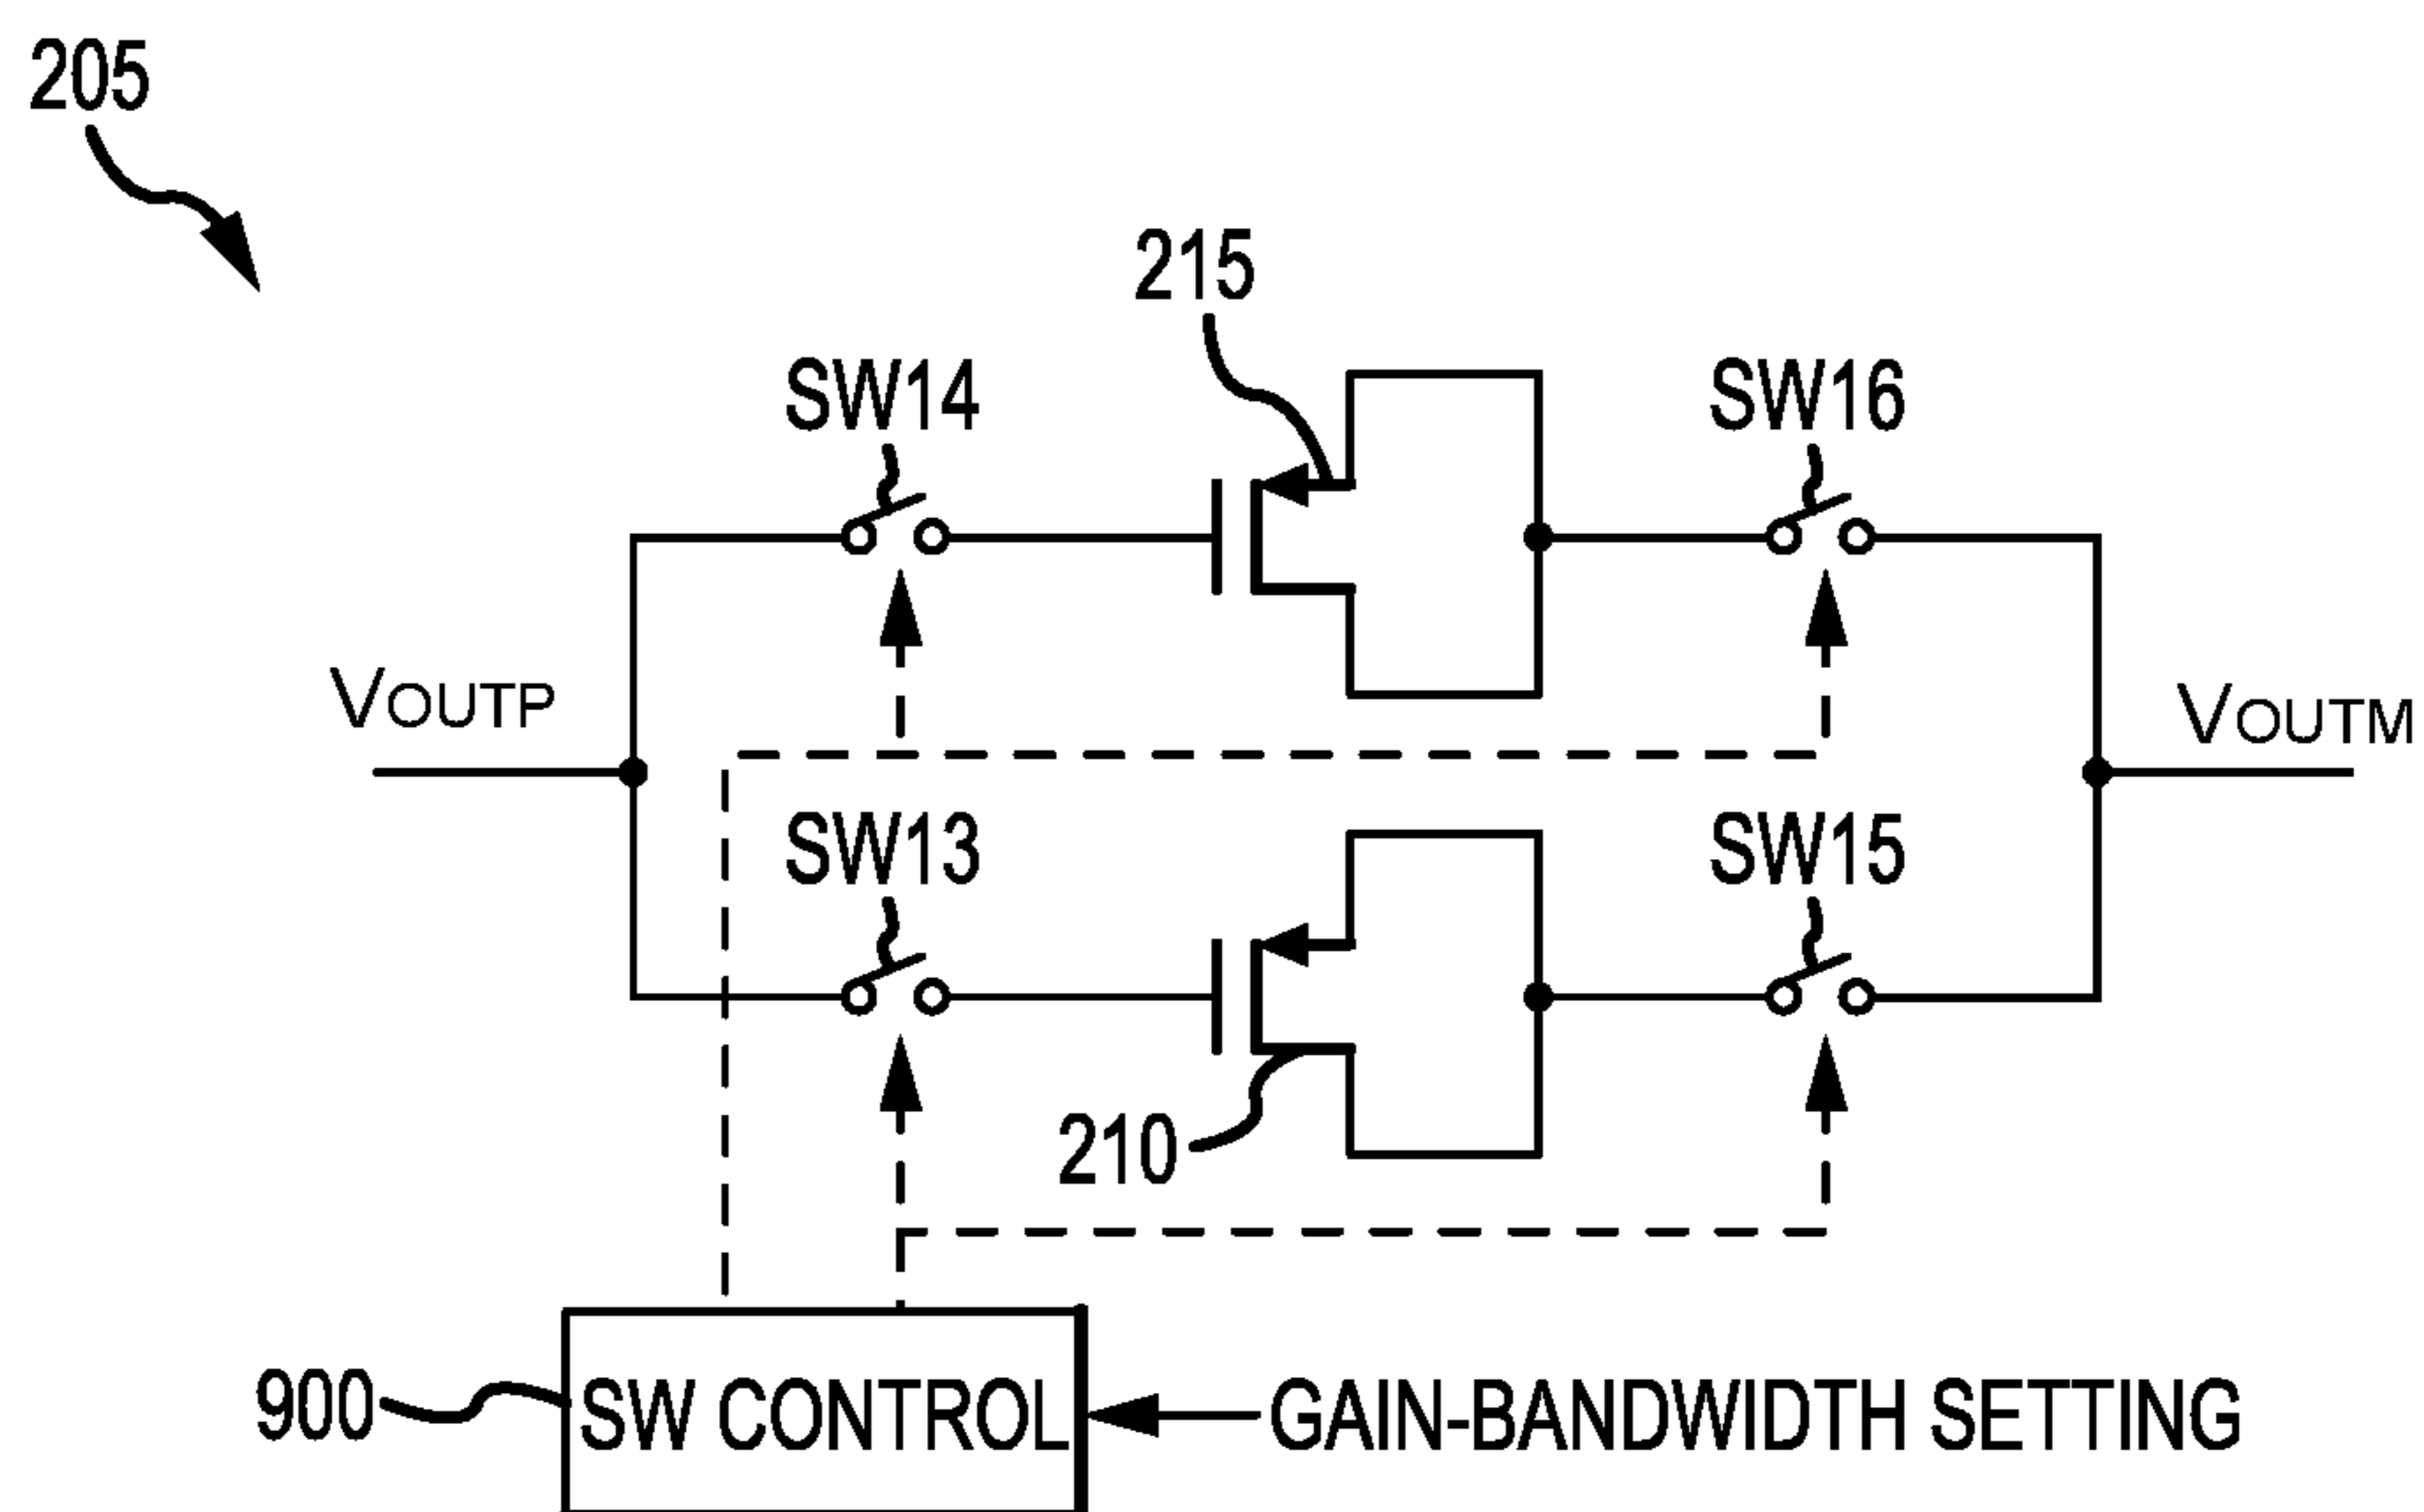 205
215
SW14
SW16
VOUTP
VOUTM
SW13
SW15
210
900
SW CONTROL
GAIN-BANDWIDTH SETTING